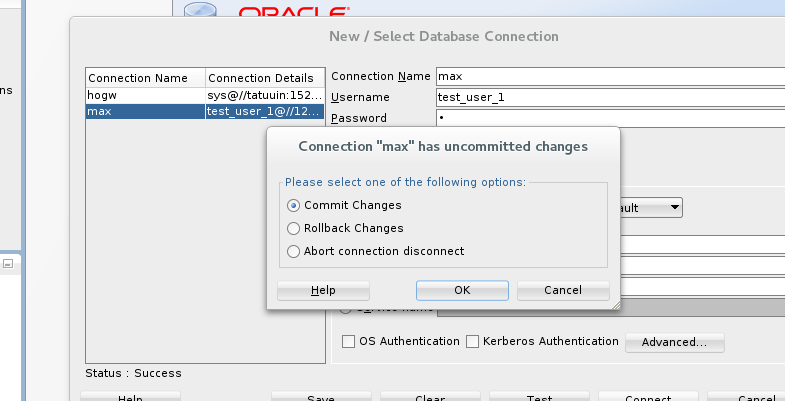 ORACLE
New / Select Database Connection
ns
Connection Name Connection Details
hogw sys@//tatuuin:152...
max test_user_1@//12...
Connection Name max
Username test_user_1
Password •
Connection "max" has uncommitted changes
Please select one of the following options:
Commit Changes
Rollback Changes
Abort connection disconnect
Help OK Cancel
ault
Service name
OS Authentication Kerberos Authentication Advanced...
Status : Success
Help Save Clear Test Connect Cancel